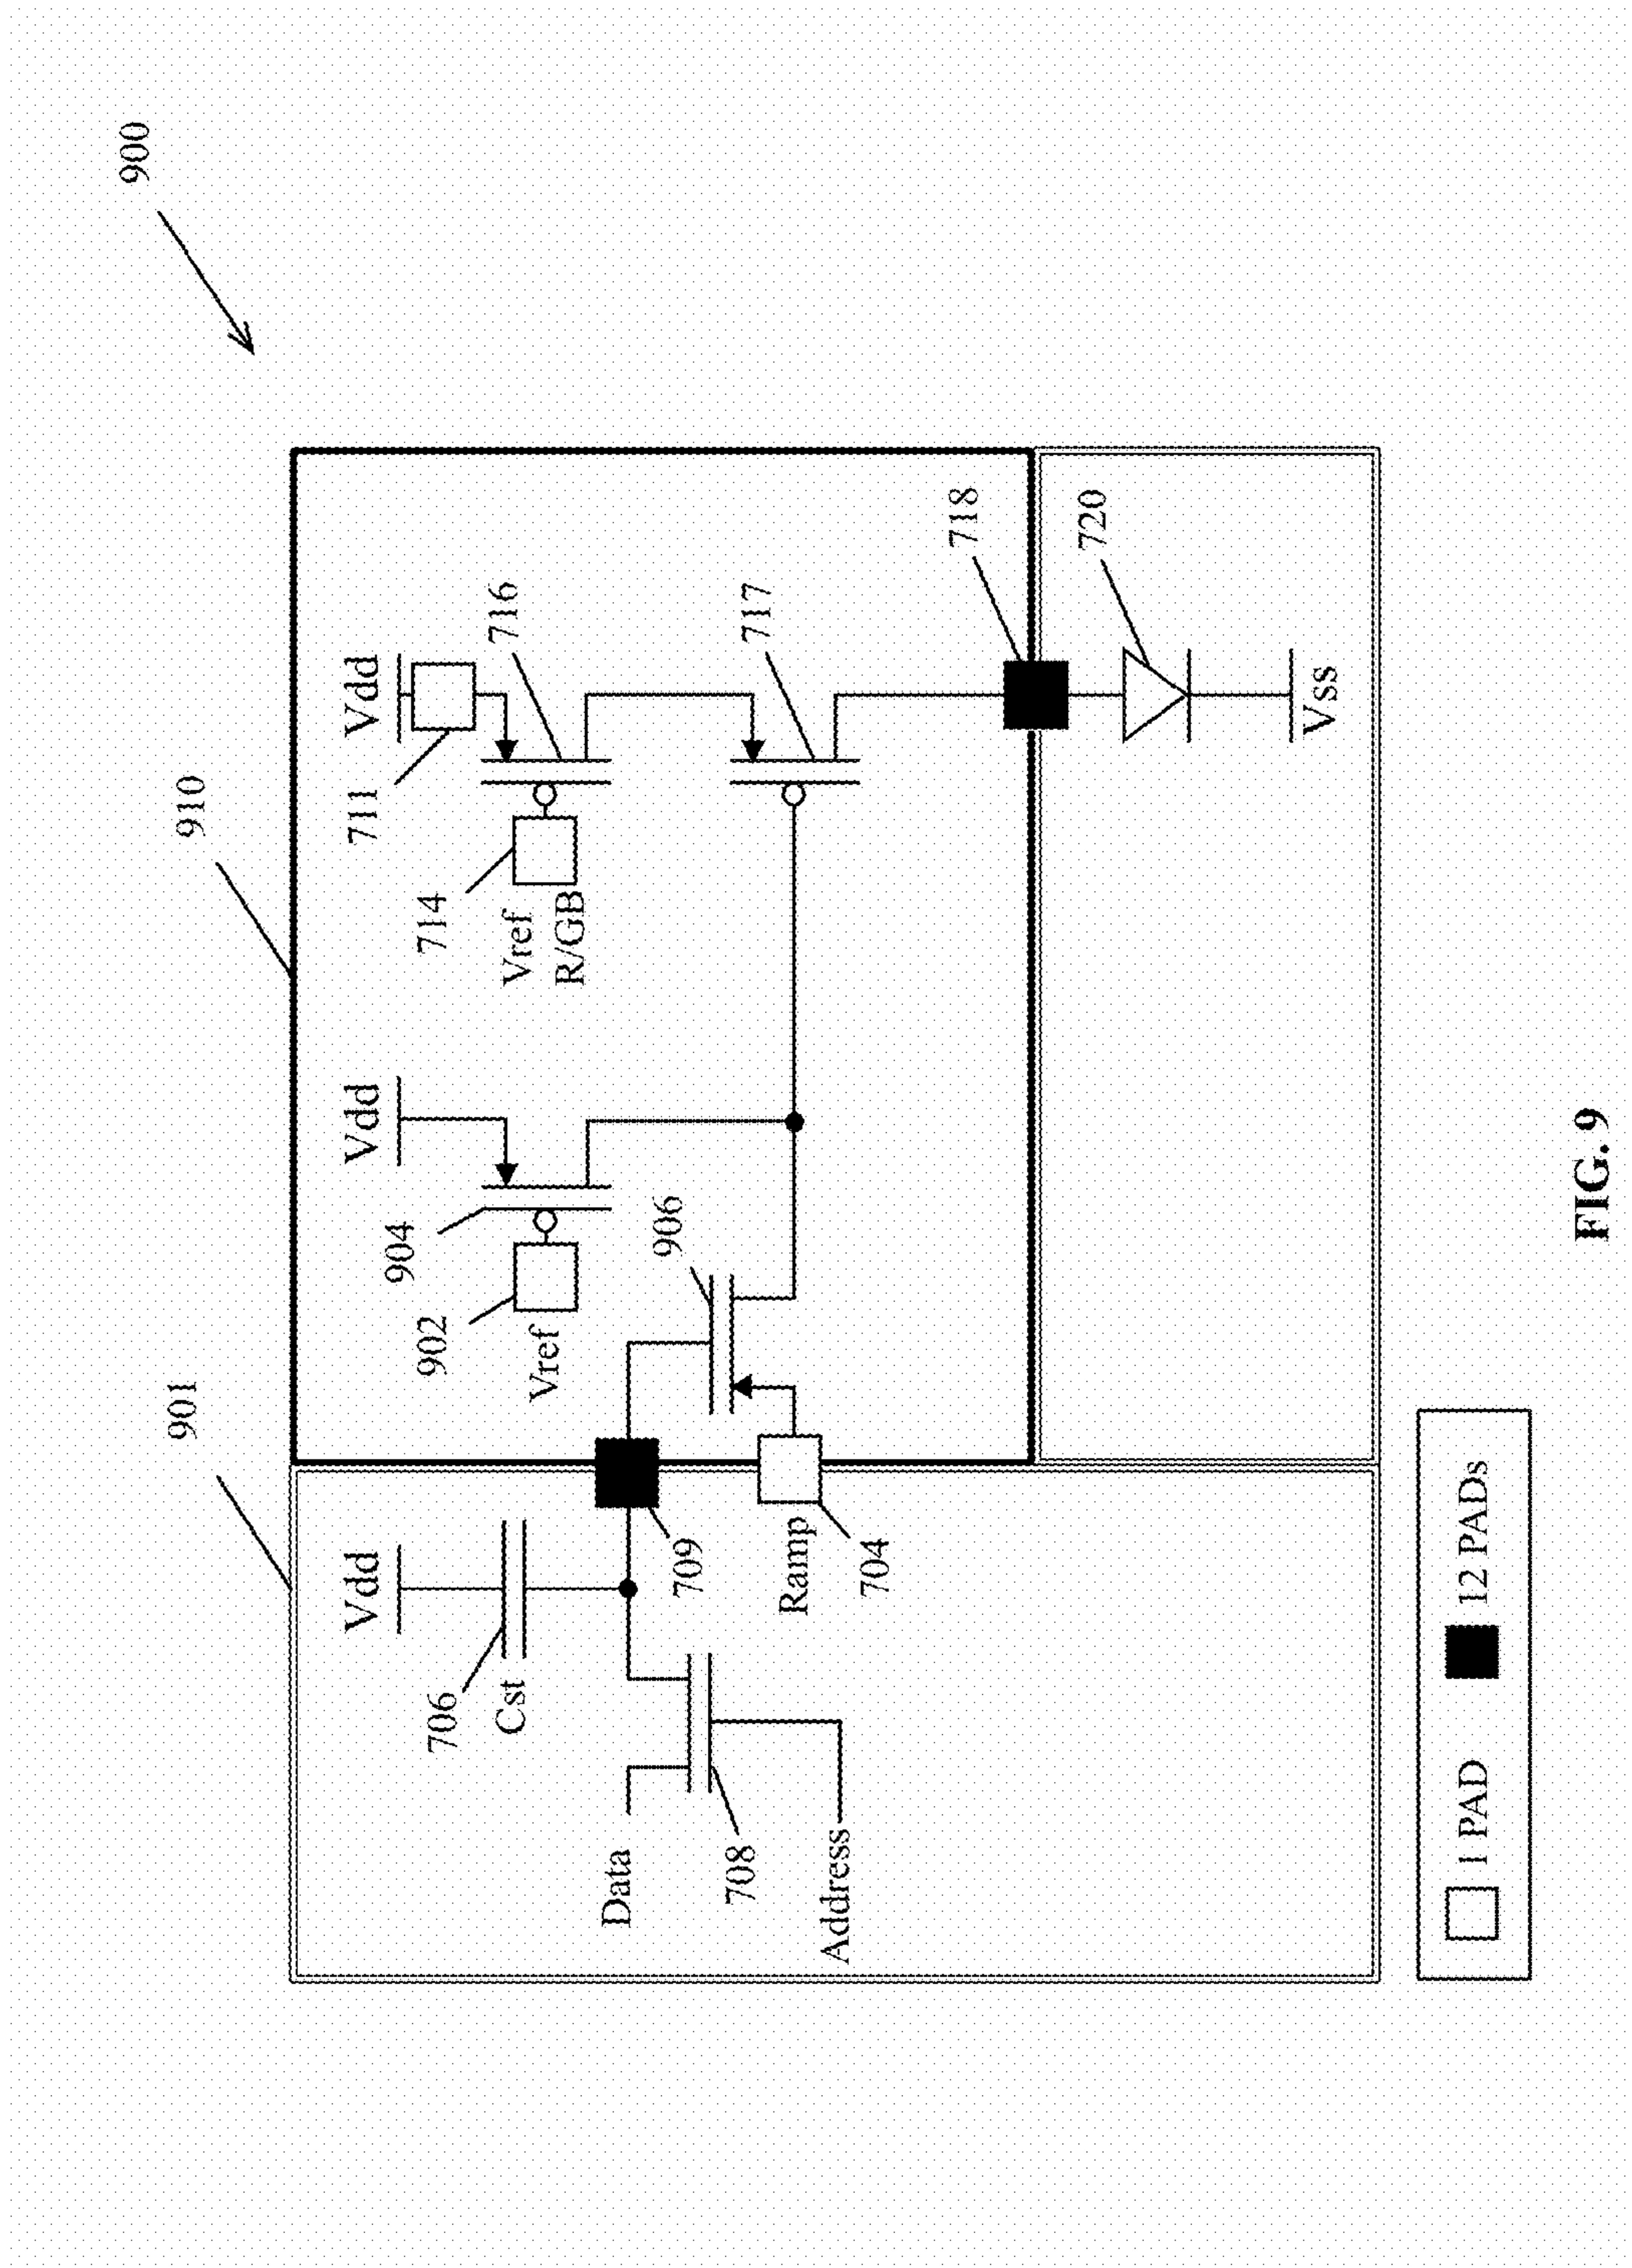 900
901
910
Vdd
706
Cst
Data
708
Address
709
Ramp
704
Vdd
904
902
Vref
906
Vdd
711
716
714
Vref
R/GB
717
718
720
Vss
1 PAD
12 PADs
FIG. 9